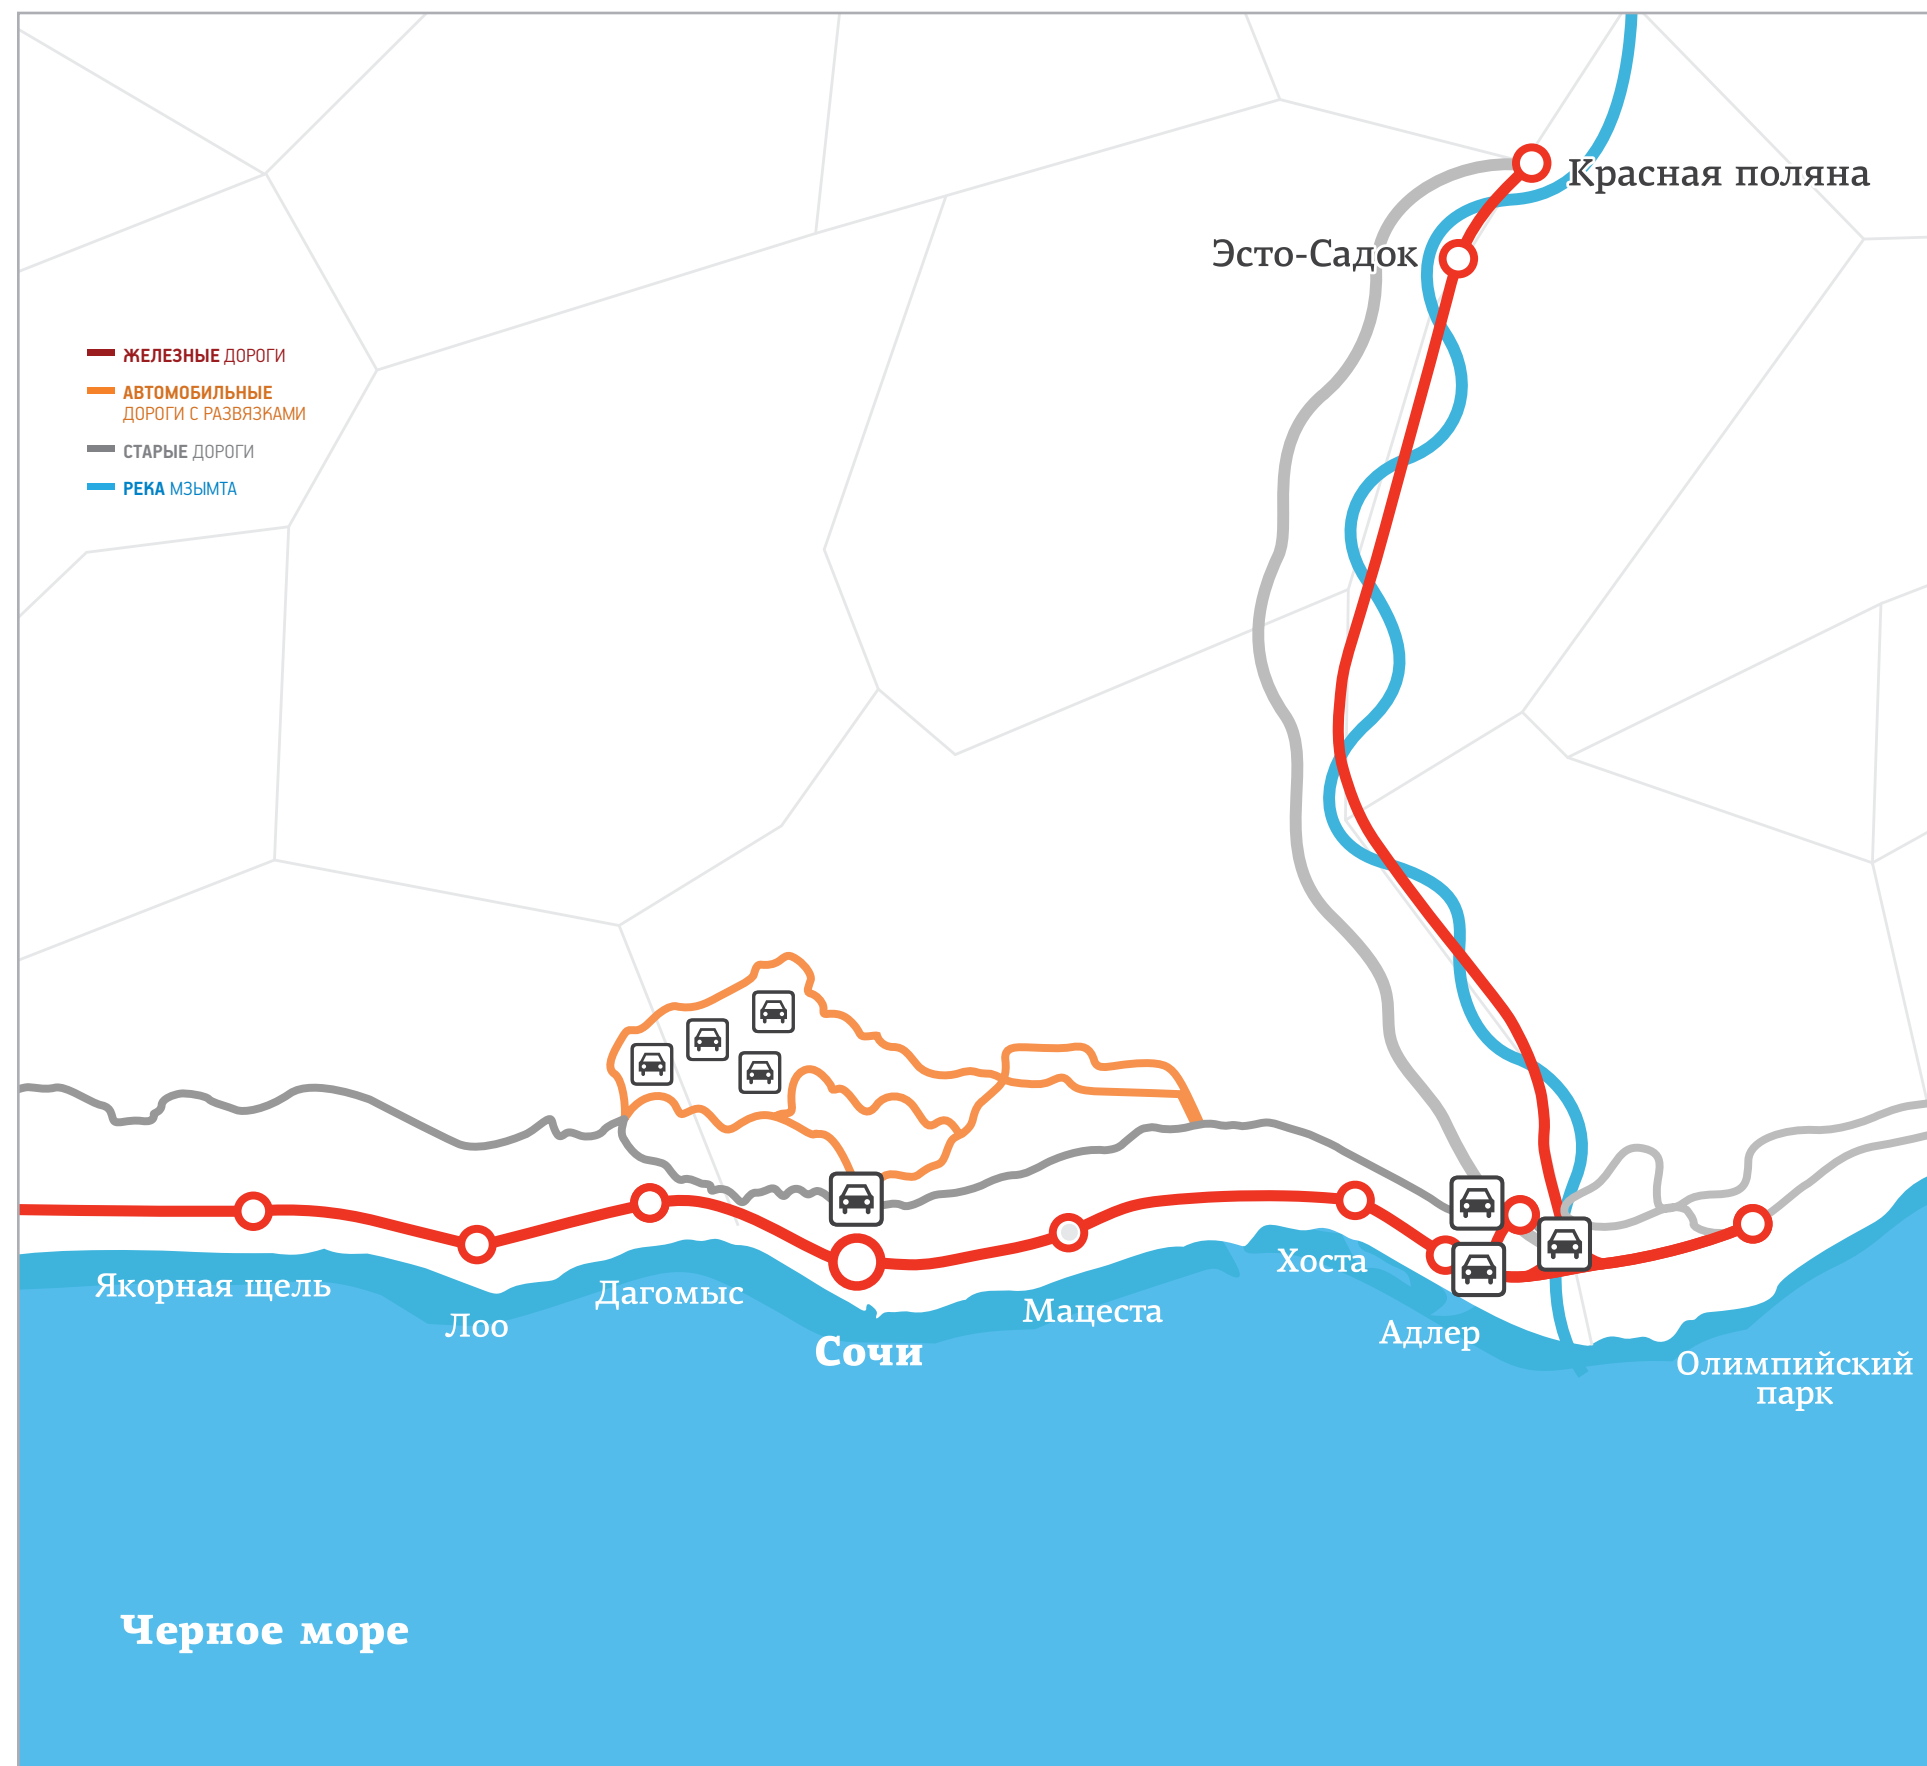 Красная поляна
Эсто-Садок
ЖЕЛЕЗНЫЕ ДОРОГИ
АВТОМОБИЛЬНЫЕ
ДОРОГИ С РАЗВЯЗКАМИ
СТАРЫЕ ДОРОГИ
РЕКА МЗЫМТА
Якорная щель
Лоо
Дагомыс
Сочи
Мацеста
Хоста
Адлер
Олимпийский
парк
Черное море